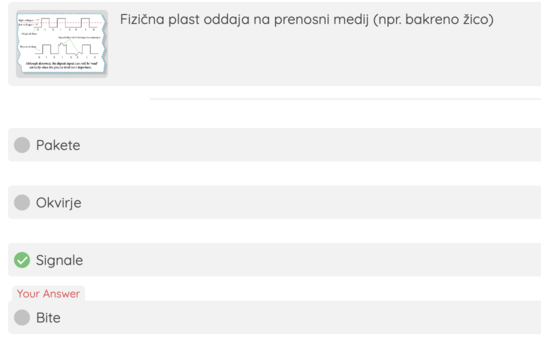 Fizična plast oddaja na prenosni medij (npr. bakreno žico)
Pakete
Okvirje
Signale
Your Answer
Bite